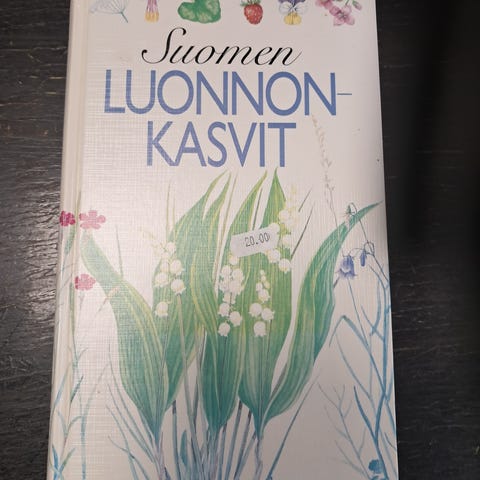 Suomen
LUONNON-
KASVIT
20.00